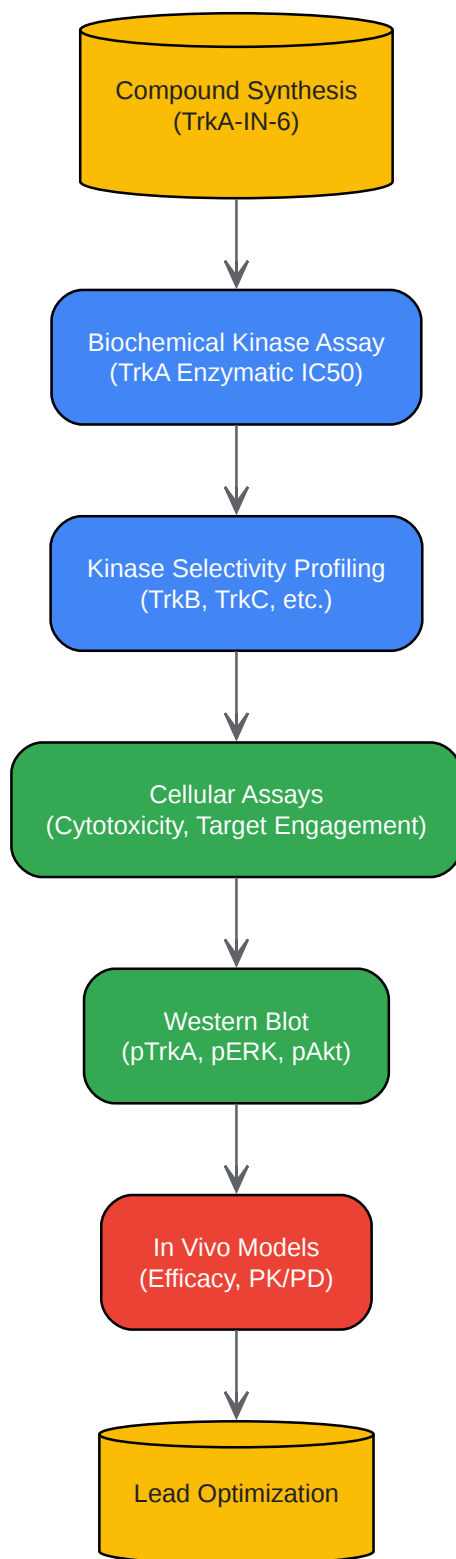 Compound Synthesis
(TrkA-IN-6)
Biochemical Kinase Assay
(TrkA Enzymatic IC50)
Kinase Selectivity Profiling
(TrkB, TrkC, etc.)
Cellular Assays
(Cytotoxicity, Target Engagement)
Western Blot
(pTrkA, pERK, pAkt)
In Vivo Models
(Efficacy, PK/PD)
Lead Optimization